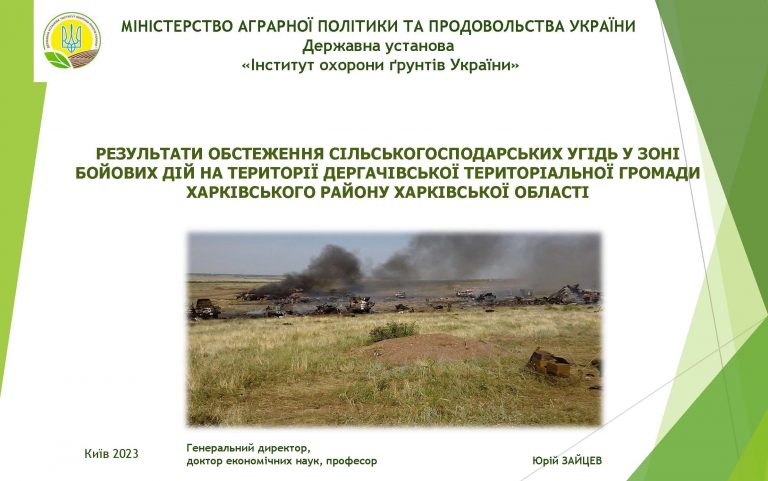 МІНІСТЕРСТВО АГРАРНОЇ ПОЛІТИКИ ТА ПРОДОВОЛЬСТВА УКРАЇНИ
Державна установа
«Інститут охорони ґрунтів України»
РЕЗУЛЬТАТИ ОБСТЕЖЕННЯ СІЛЬСЬКОГОСПОДАРСЬКИХ УГІДЬ У ЗОНІ
БОЙОВИХ ДІЙ НА ТЕРИТОРІЇ ДЕРГАЧІВСЬКОЇ ТЕРИТОРІАЛЬНОЇ ГРОМАДИ
ХАРКІВСЬКОГО РАЙОНУ ХАРКІВСЬКОЇ ОБЛАСТІ
Київ 2023
Генеральний директор,
доктор економічних наук, професор
Юрій ЗАЙЦЕВ